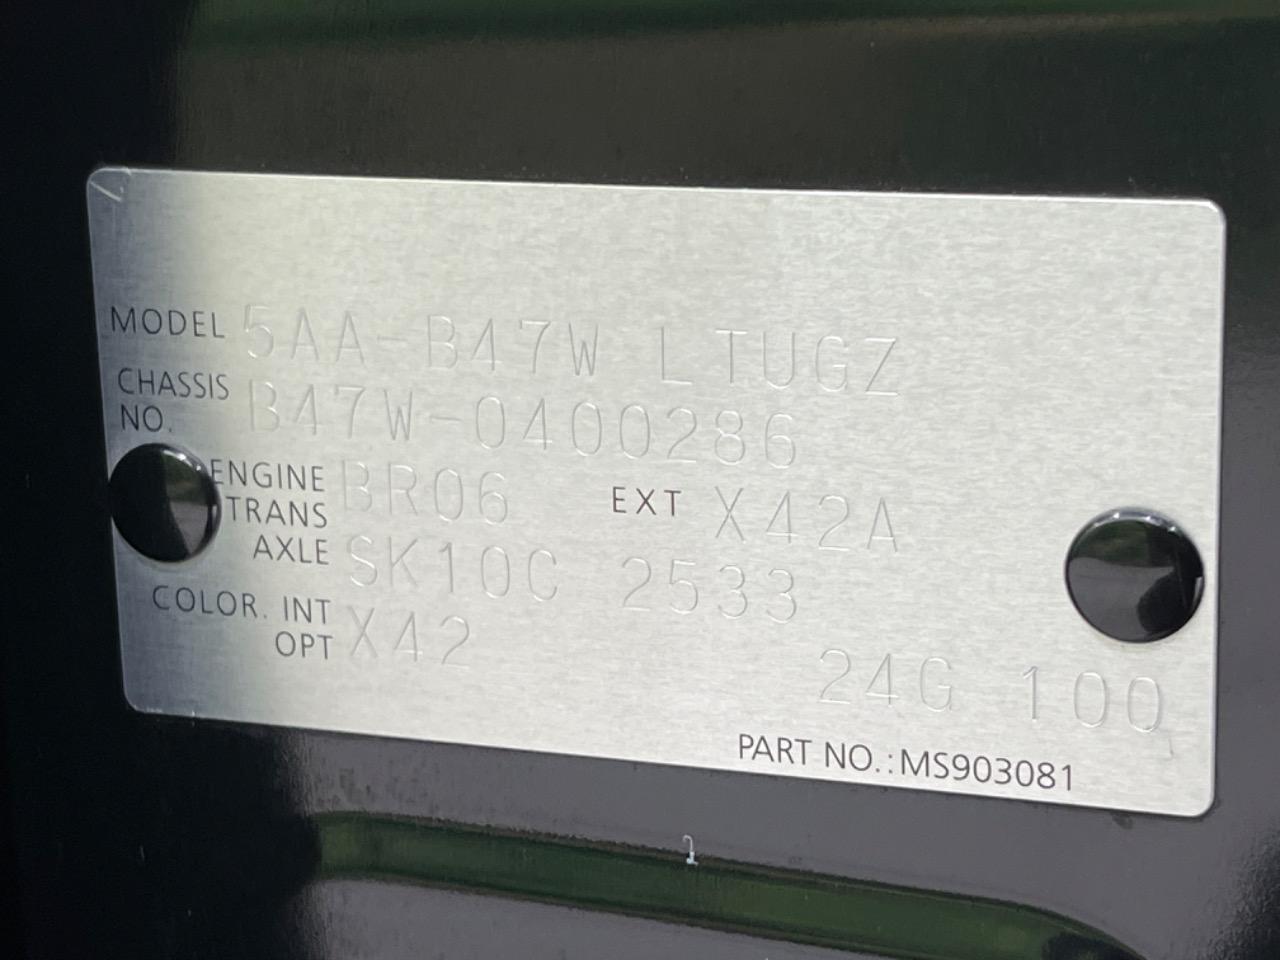 MODEL 5AA-B47W LTUGZ
CHASSIS NO. B47W-0400286
ENGINE BR06 EXT X42A
TRANS
AXLE SK10C 2533
COLOR. INT X42
OPT
24G 100
PART NO.:MS903081